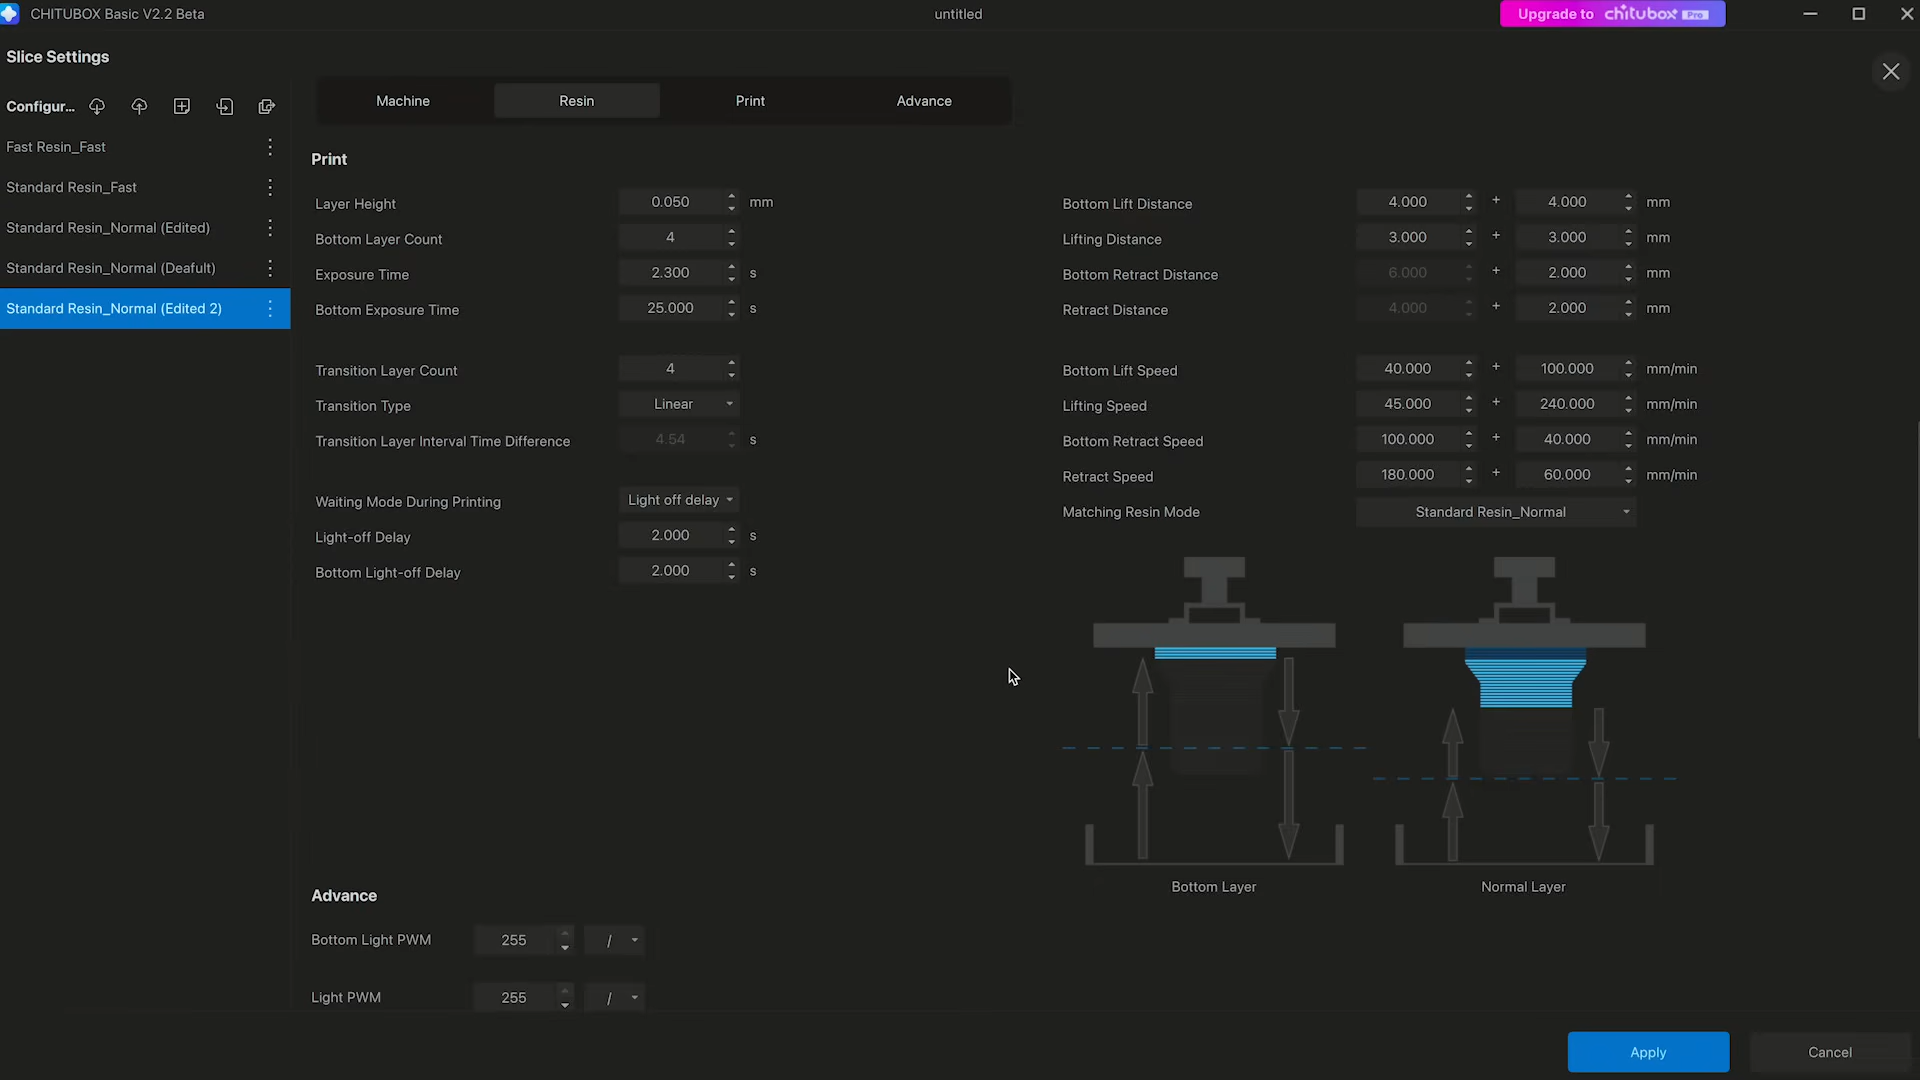 CHITUBOX Basic V2.2 Beta
untitled
Upgrade to chitubox Pro
Slice Settings
Configur...
Fast Resin_Fast
Standard Resin_Fast
Standard Resin_Normal (Edited)
Standard Resin_Normal (Deafult)
Standard Resin_Normal (Edited 2)
Machine
Resin
Print
Advance
Print
Layer Height 0.050 mm
Bottom Layer Count 4
Exposure Time 2.300 s
Bottom Exposure Time 25.000 s
Transition Layer Count 4
Transition Type Linear
Transition Layer Interval Time Difference 4.54 s
Waiting Mode During Printing Light off delay
Light-off Delay 2.000 s
Bottom Light-off Delay 2.000 s
Bottom Lift Distance 4.000 + 4.000 mm
Lifting Distance 3.000 + 3.000 mm
Bottom Retract Distance 6.000 + 2.000 mm
Retract Distance 4.000 + 2.000 mm
Bottom Lift Speed 40.000 + 100.000 mm/min
Lifting Speed 45.000 + 240.000 mm/min
Bottom Retract Speed 100.000 + 40.000 mm/min
Retract Speed 180.000 + 60.000 mm/min
Matching Resin Mode Standard Resin_Normal
Bottom Layer
Normal Layer
Advance
Bottom Light PWM 255 /
Light PWM 255 /
Apply
Cancel